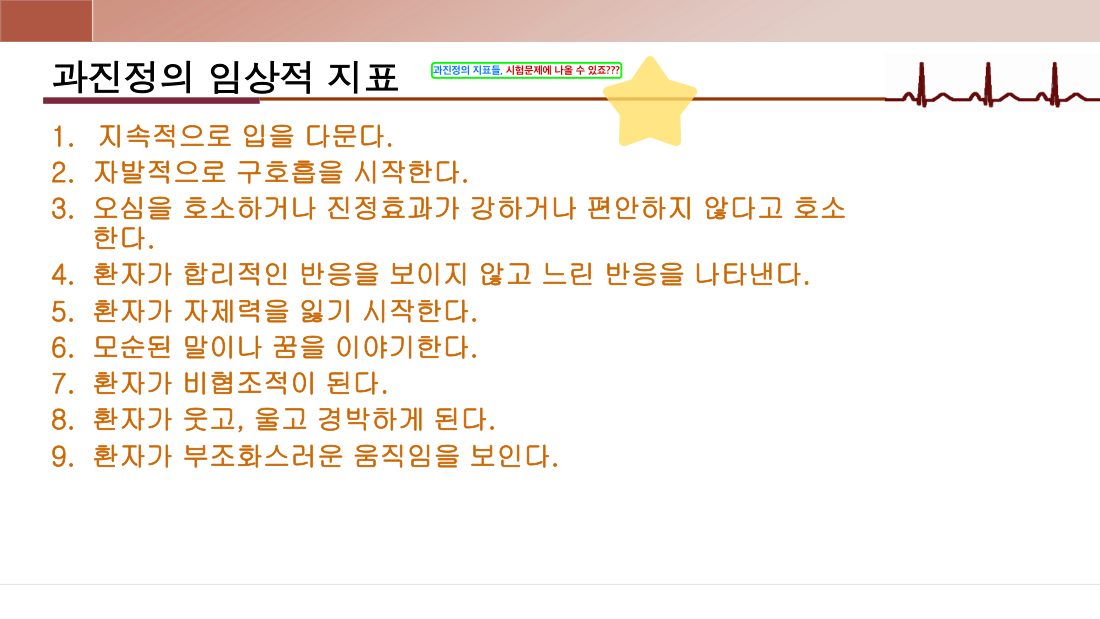 과진정의 임상적 지표
과진정의 지표들, 시험문제에 나올 수 있죠???
1. 지속적으로 입을 다문다.
2. 자발적으로 구호흡을 시작한다.
3. 오심을 호소하거나 진정효과가 강하거나 편안하지 않다고 호소
한다.
4. 환자가 합리적인 반응을 보이지 않고 느린 반응을 나타낸다.
5. 환자가 자제력을 잃기 시작한다.
6. 모순된 말이나 꿈을 이야기한다.
7. 환자가 비협조적이 된다.
8. 환자가 웃고, 울고 경박하게 된다.
9. 환자가 부조화스러운 움직임을 보인다.